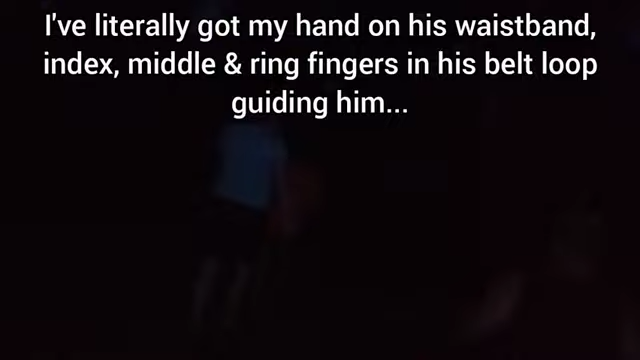 I've literally got my hand on his waistband,
index, middle & ring fingers in his belt loop
guiding him...